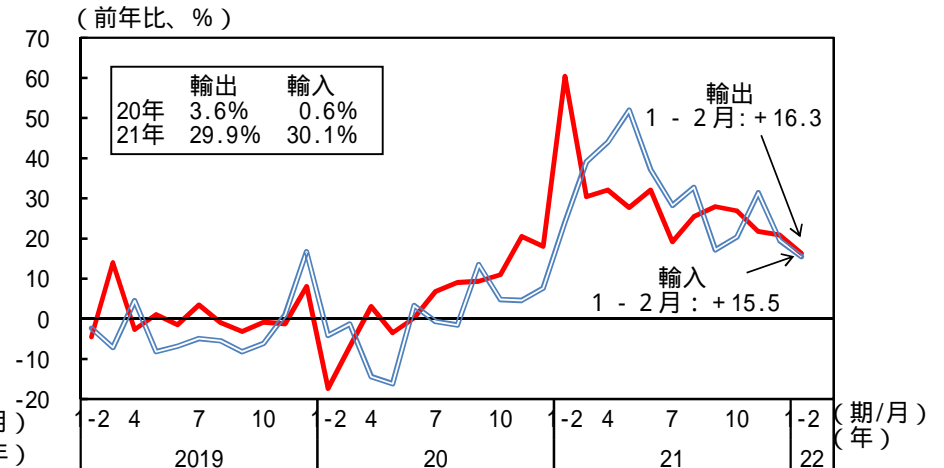 （前年比、％）
70
60
50
40
30
20
10
0
-10
-20
輸出 輸入
20年 3.6% 0.6%
21年 29.9% 30.1%
輸出
1 - 2月:+16.3
輸入
1 - 2月：+15.5
1-2 4 7 10 1-2 4 7 10 1-2 4 7 10 1-2
2019 20 21 22
（期/月）
（年）
月）
年）